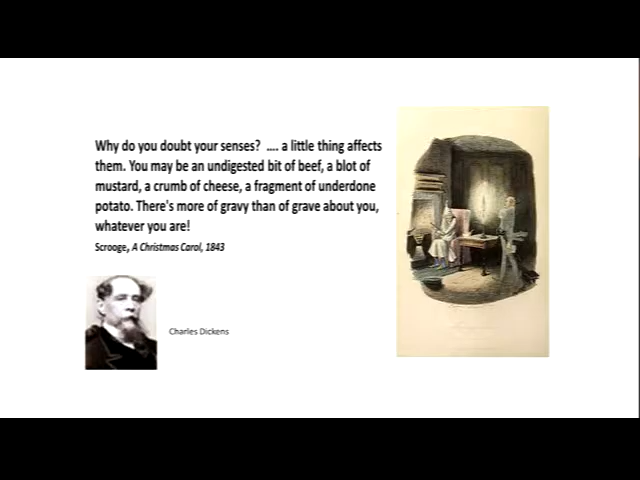 Why do you doubt your senses? .... a little thing affects
them. You may be an undigested bit of beef, a blot of
mustard, a crumb of cheese, a fragment of underdone
potato. There's more of gravy than of grave about you,
whatever you are!
Scrooge, A Christmas Carol, 1843
Charles Dickens